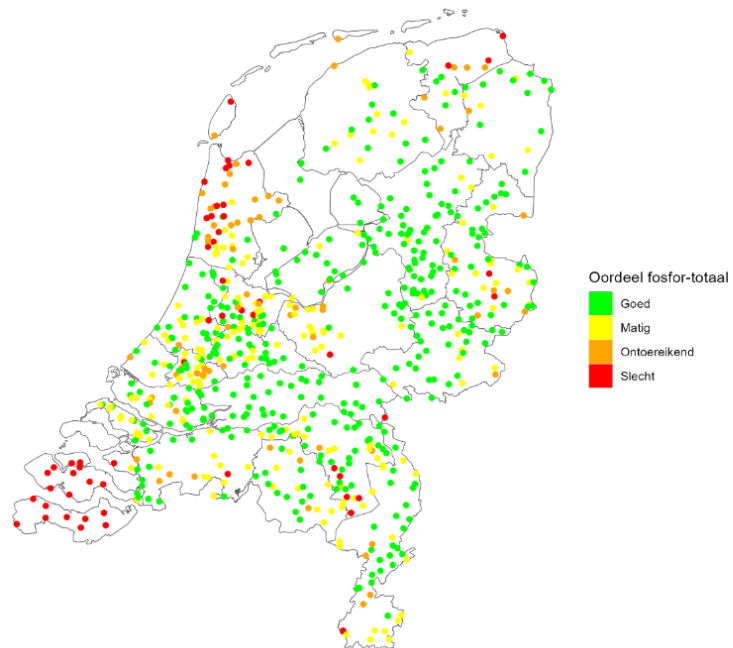 Oordeel fosfor-totaal
Goed
Matig
Ontoereikend
Slecht